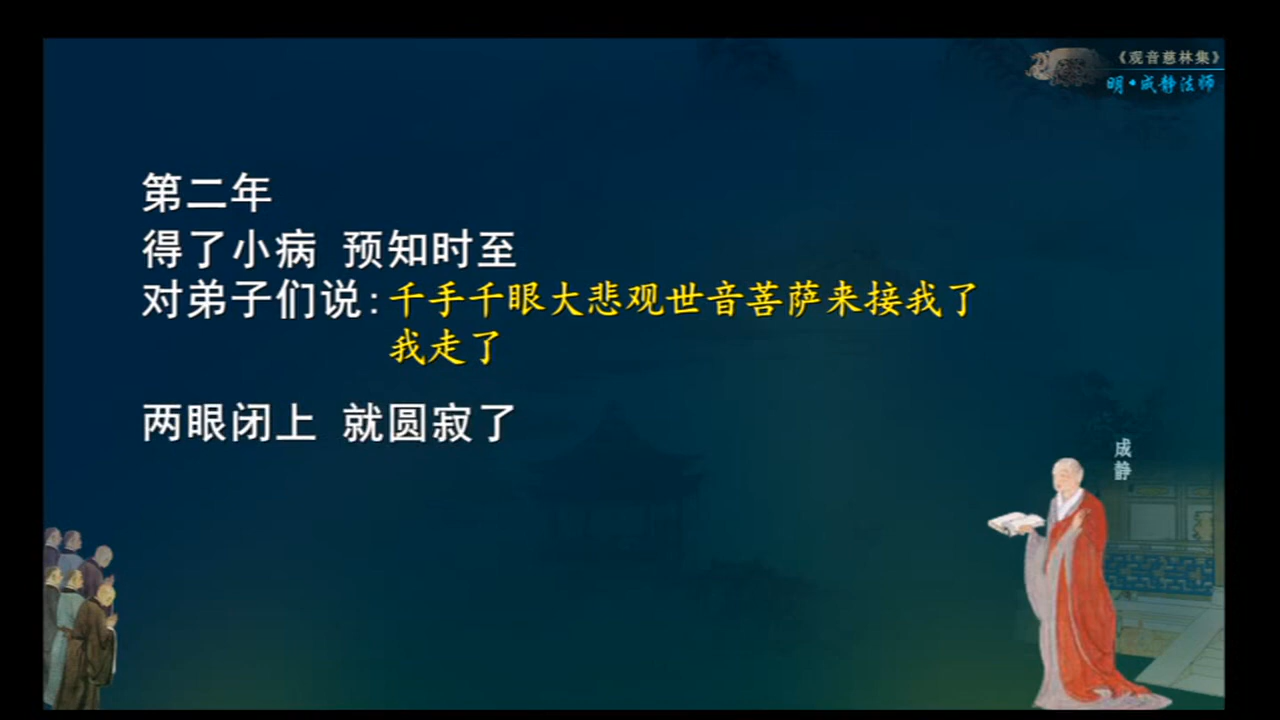 《观音慈林集》
明·成静法师
第二年
得了小病 预知时至
对弟子们说:千手千眼大悲观世音菩萨来接我了
我走了
两眼闭上 就圆寂了
成静